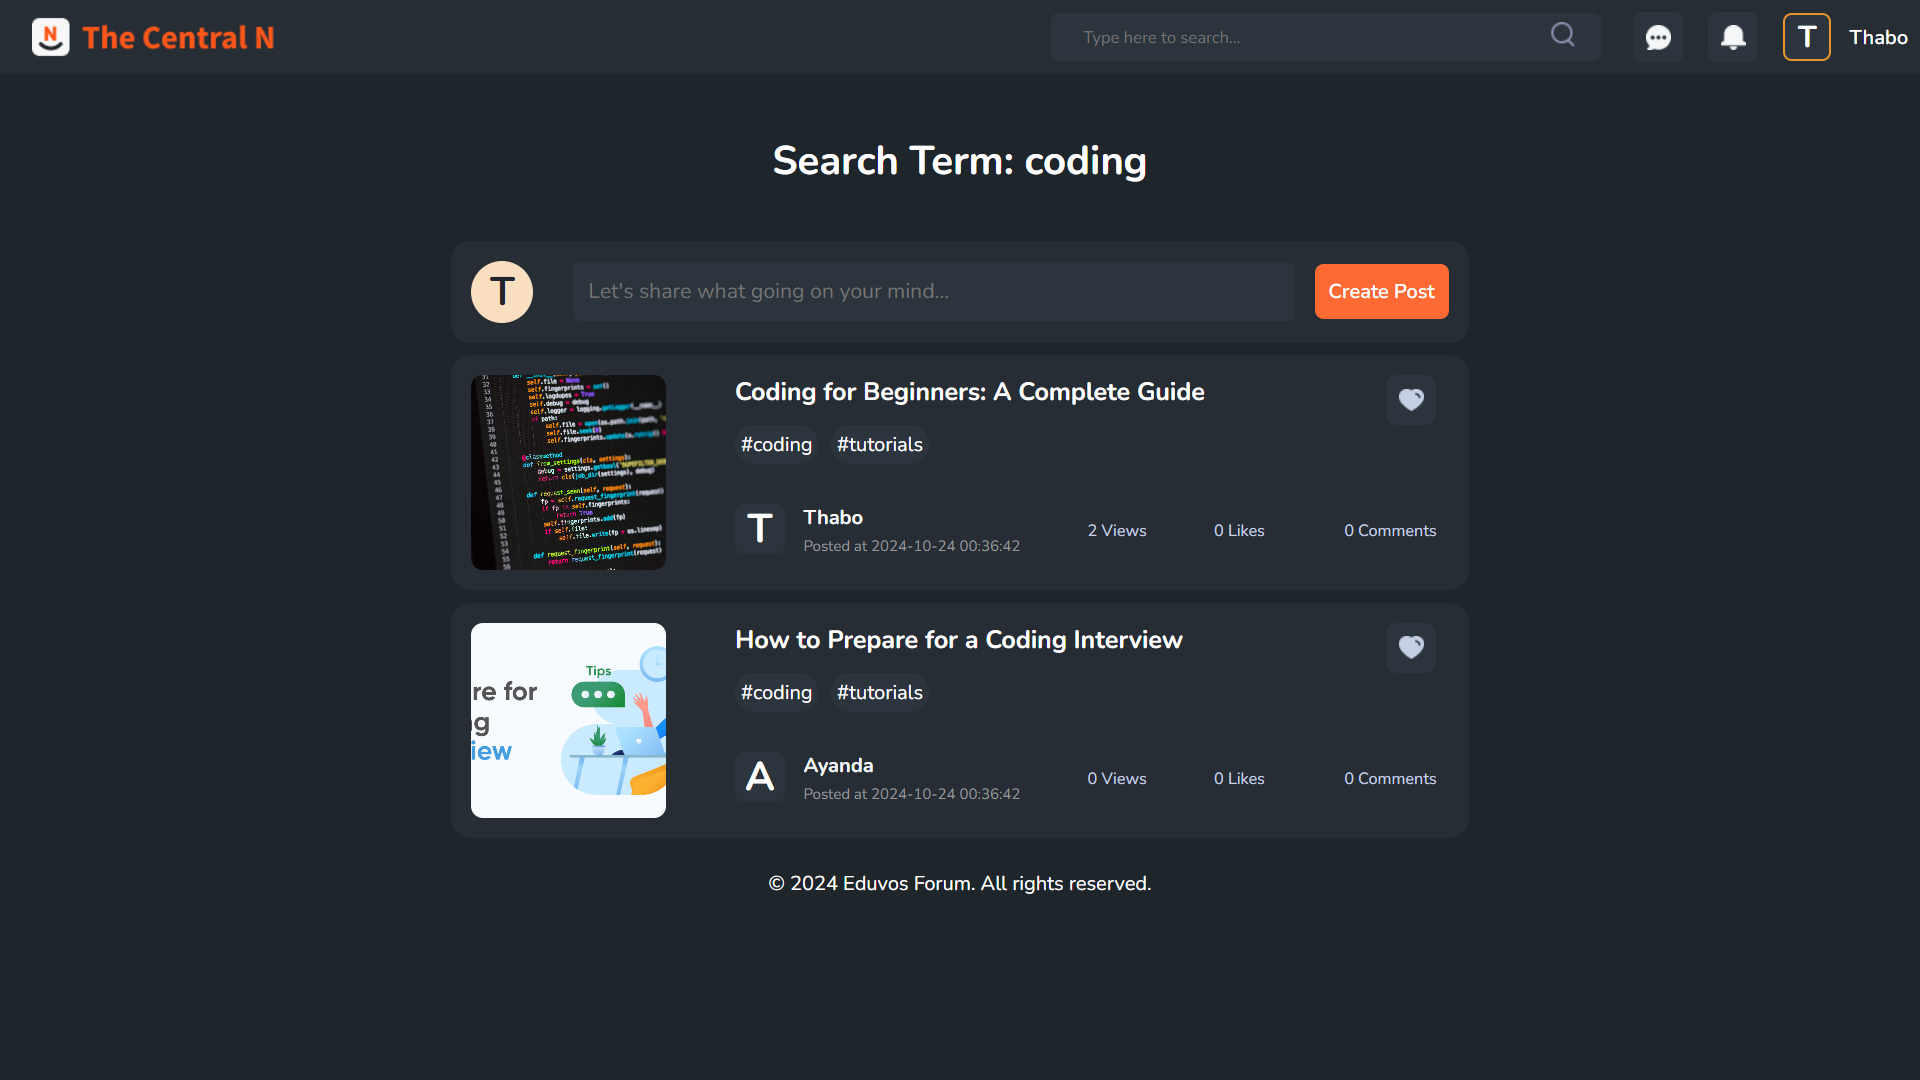 N The Central N
Type here to search...
T Thabo
Search Term: coding
T Let's share what going on your mind... Create Post
Coding for Beginners: A Complete Guide
#coding #tutorials
T Thabo
Posted at 2024-10-24 00:36:42
2 Views 0 Likes 0 Comments
How to Prepare for a Coding Interview
#coding #tutorials
A Ayanda
Posted at 2024-10-24 00:36:42
0 Views 0 Likes 0 Comments
Tips
re for
g
iew
© 2024 Eduvos Forum. All rights reserved.